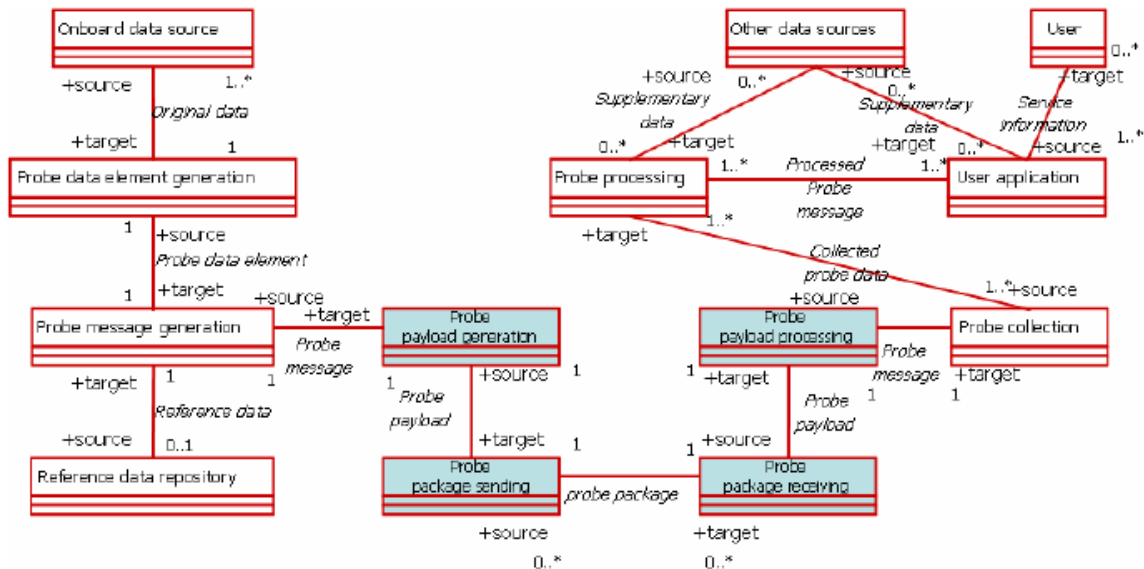 Onboard data source
Other data sources
User
+source
1..*
+source
0..*
+source
0..*
0..*
0..*
+target
Original data
Supplementary
data
Supplementary
data
Service
information
+target
1
0..*
+target
+target
0..*
+source
1..*
Probe data element generation
Probe processing
1..*
Processed
Probe
message
1..*
User application
1
+source
+target
1..*
Probe data element
Collected
probe data
1
+target
+source
+source
1..*
+source
Probe message generation
+target
Probe
payload generation
Probe
payload processing
Probe collection
+target
1
1
Probe
message
1
+source
1
1
+target
Probe
message
1
+target
1
Reference data
Probe
payload
Probe
payload
+source
0..1
+target
1
1
+source
Reference data repository
Probe
package sending
probe package
Probe
package receiving
+source
+target
0..*
0..*